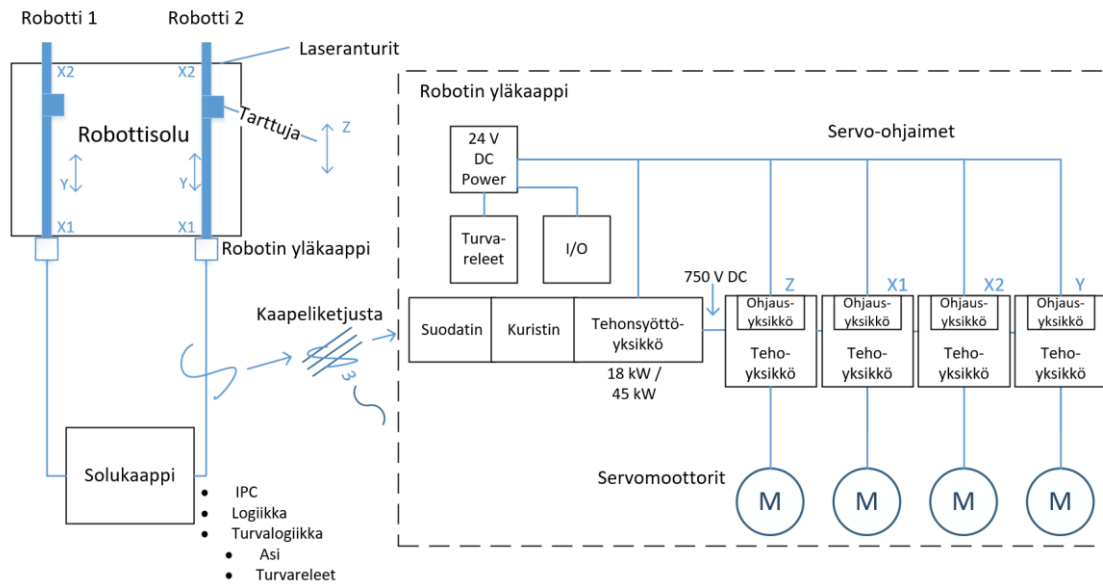 Robotti 1
Robotti 2
Laseranturit
X2
X2
Tarttuja
Z
Robottisolu
Y
Y
X1
X1
Robotin yläkaappi
Kaapeliketjusta
3
Solukaappi
IPC
Logiikka
Turvalogiikka
Asi
Turvareleet
Robotin yläkaappi
Servo-ohjaimet
24 V
DC
Power
Turva-
releet
I/O
750 V DC
Suodatin
Kuristin
Tehonsyöttö-
yksikkö
18 kW /
45 kW
Z
Ohjaus-
yksikkö
Teho-
yksikkö
X1
Ohjaus-
yksikkö
Teho-
yksikkö
X2
Ohjaus-
yksikkö
Teho-
yksikkö
Y
Ohjaus-
yksikkö
Teho-
yksikkö
Servomoottorit
M
M
M
M